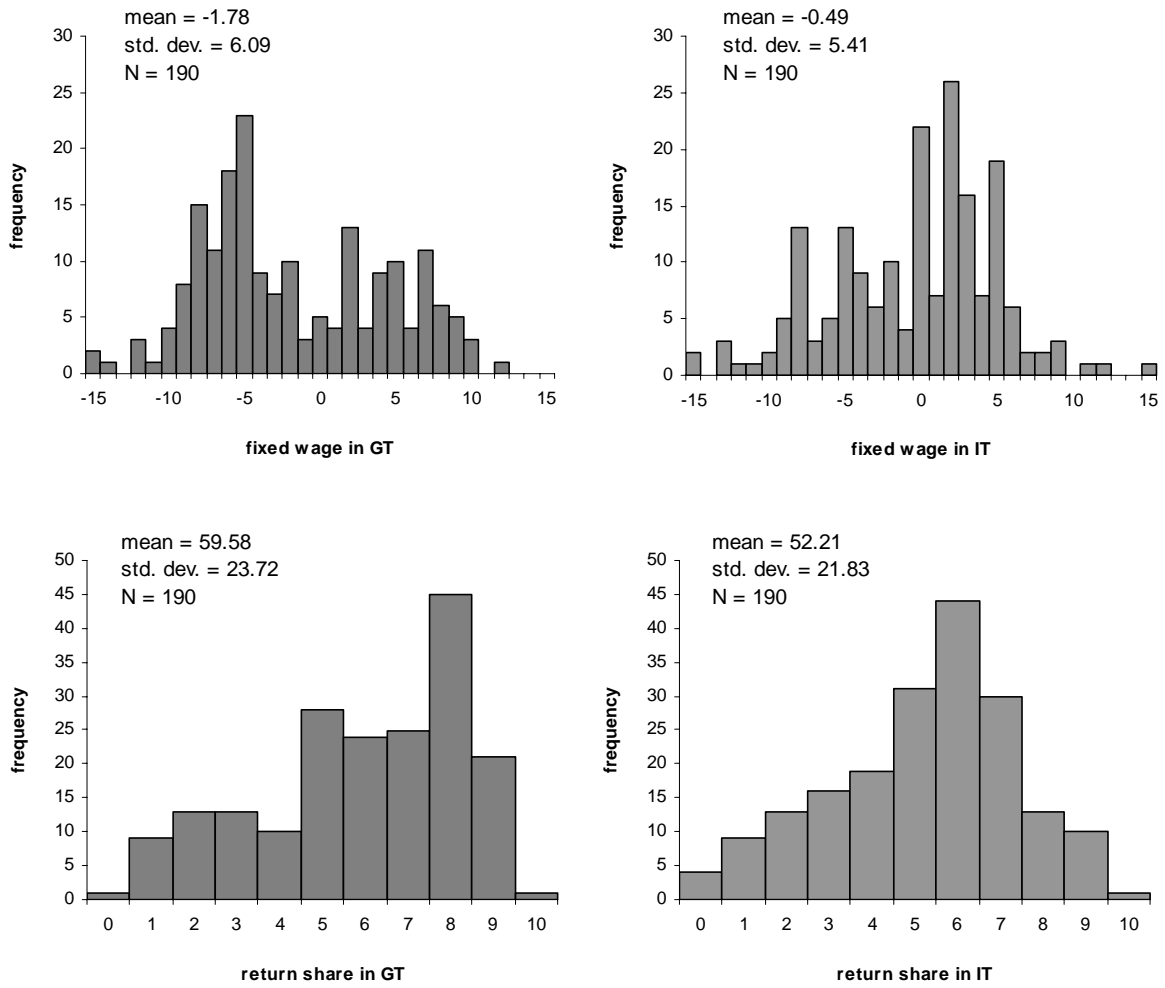 mean = -1.78
std. dev. = 6.09
N = 190
30
25
20
15
10
5
0
frequency
-15 -10 -5 0 5 10 15
fixed wage in GT
mean = -0.49
std. dev. = 5.41
N = 190
30
25
20
15
10
5
0
frequency
-15 -10 -5 0 5 10 15
fixed wage in IT
mean = 59.58
std. dev. = 23.72
N = 190
50
45
40
35
30
25
20
15
10
5
0
frequency
0 1 2 3 4 5 6 7 8 9 10
return share in GT
mean = 52.21
std. dev. = 21.83
N = 190
50
45
40
35
30
25
20
15
10
5
0
frequency
0 1 2 3 4 5 6 7 8 9 10
return share in IT